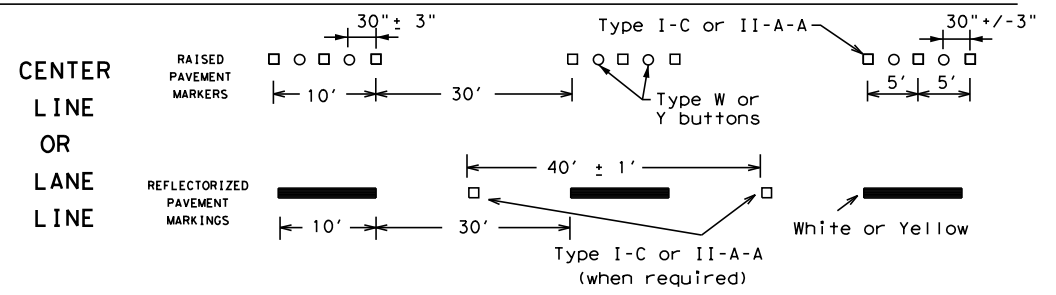 CENTER
LINE
OR
LANE
LINE
RAISED
PAVEMENT
MARKERS
30"± 3"
10'
30'
Type I-C or II-A-A
Type W or
Y buttons
30"+/-3"
5'
5'
REFLECTORIZED
PAVEMENT
MARKINGS
10'
30'
40' ± 1'
Type I-C or II-A-A
(when required)
White or Yellow